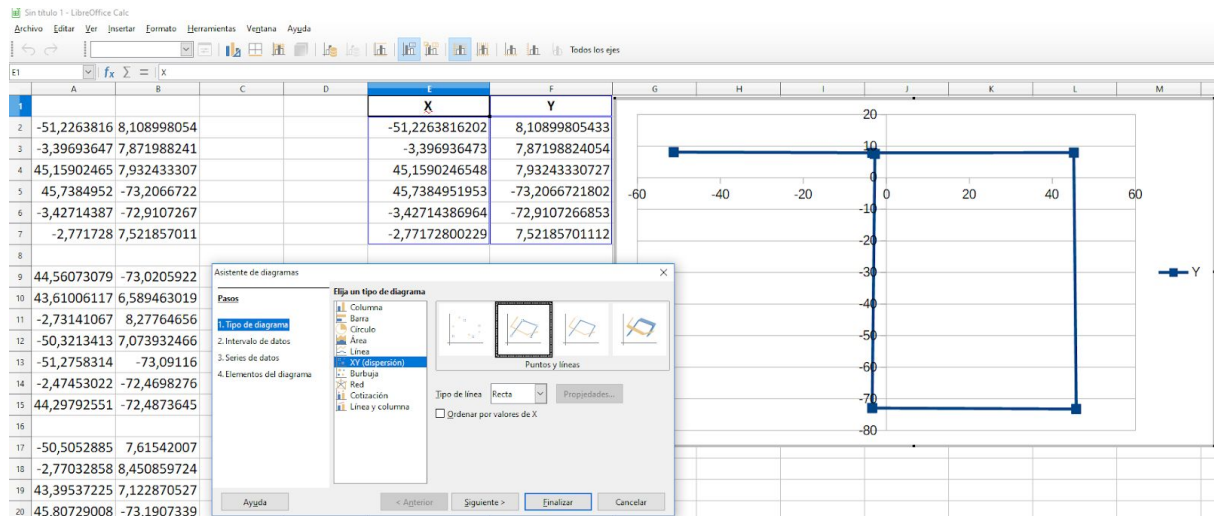 Sin título 1 - LibreOffice Calc
Archivo Editar Ver Insertar Formato Herramientas Ventana Ayuda
Todos los ejes
E1 fx Σ = X
A B C D E F G H I J K L M
1 X Y
2 -51,2263816 8,108998054 -51,2263816202 8,10899805433
3 -3,39693647 7,871988241 -3,396936473 7,87198824054
4 45,15902465 7,932433307 45,1590246548 7,93243330727
5 45,7384952 -73,2066722 45,7384951953 -73,2066721802
6 -3,42714387 -72,9107267 -3,42714386964 -72,9107266853
7 -2,771728 7,521857011 -2,77172800229 7,52185701112
8
9 44,56073079 -73,0205922
10 43,61006117 6,589463019
11 -2,73141067 8,27764656
12 -50,3213413 7,073932466
13 -51,2758314 -73,09116
14 -2,47453022 -72,4698276
15 44,29792551 -72,4873645
16
17 -50,5052885 7,61542007
18 -2,77032858 8,450859724
19 43,39537225 7,122870527
20 45,80729008 -73,1907339
Asistente de diagramas
Pasos
1. Tipo de diagrama
2. Intervalo de datos
3. Series de datos
4. Elementos del diagrama
Elija un tipo de diagrama
Columna
Barra
Círculo
Área
Línea
XY (dispersión)
Burbuja
Red
Cotización
Línea y columna
Puntos y líneas
Tipo de línea Recta Propiedades...
Ordenar por valores de X
Ayuda < Anterior Siguiente > Finalizar Cancelar
20
10
0
-60 -40 -20 0 20 40 60
-10
-20
-30
-40
-50
-60
-70
-80
Y